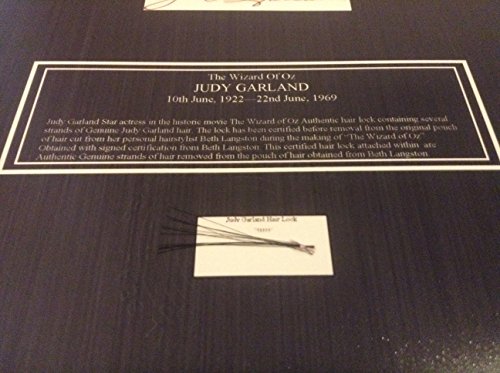 The Wizard Of Oz
JUDY GARLAND
10th June, 1922—22nd June, 1969
Judy Garland Star actress in the historic movie The Wizard of Oz Authentic hair lock containing several
strands of Genuine Judy Garland hair. The lock has been certified before removal from the original pouch
of hair cut from her personal hairstylist Beth Langston during the making of "The Wizard of Oz"
Obtained with signed certification from Beth Langston. This certified hair lock attached within are
Authentic Genuine strands of hair removed from the pouch of hair obtained from Beth Langston.
Judy Garland Hair Lock